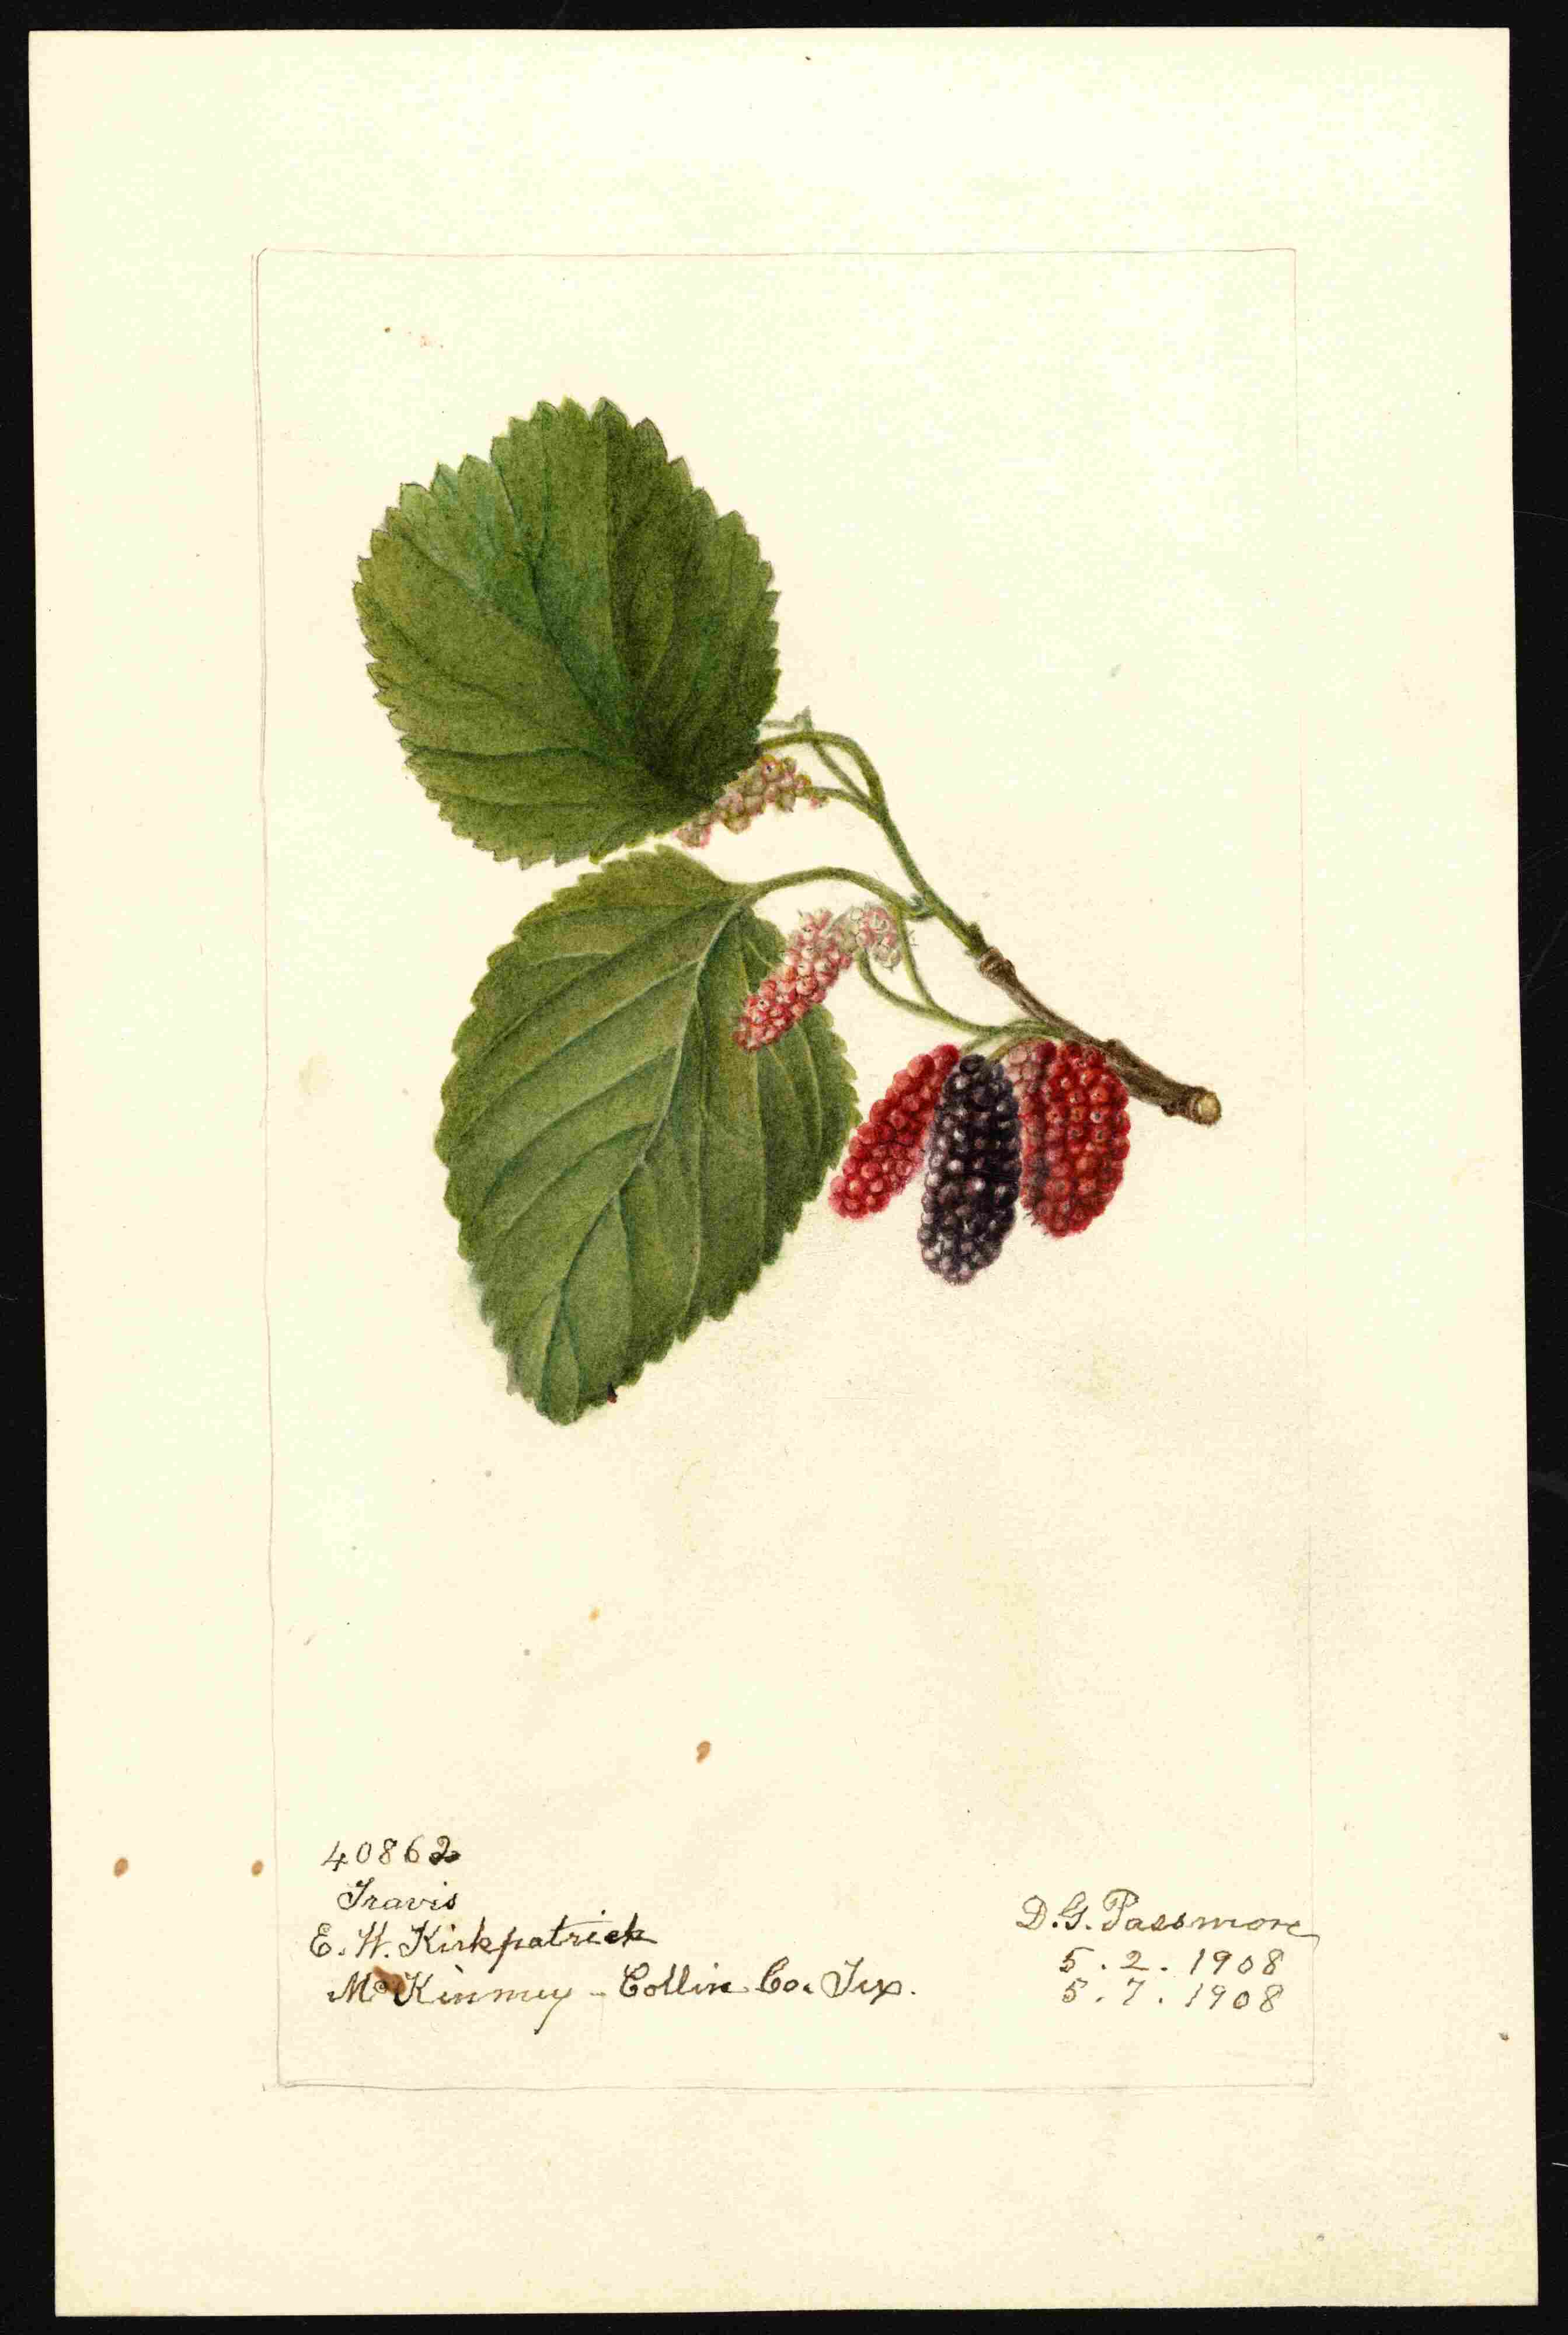 40862
Travis
E. W. Kirkpatrick
McKinney - Collin Co. Tex.
D. G. Passmore
5. 2. 1908
5. 7. 1908